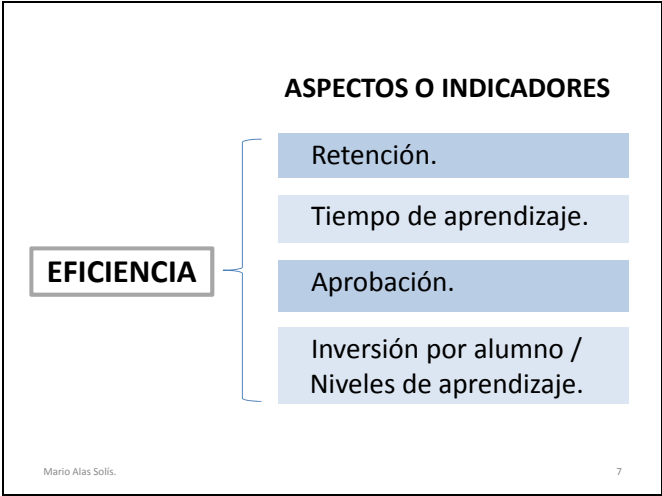 ASPECTOS O INDICADORES
Retención.
Tiempo de aprendizaje.
EFICIENCIA
Aprobación.
Inversión por alumno /
Niveles de aprendizaje.
Mario Alas Solís.
7